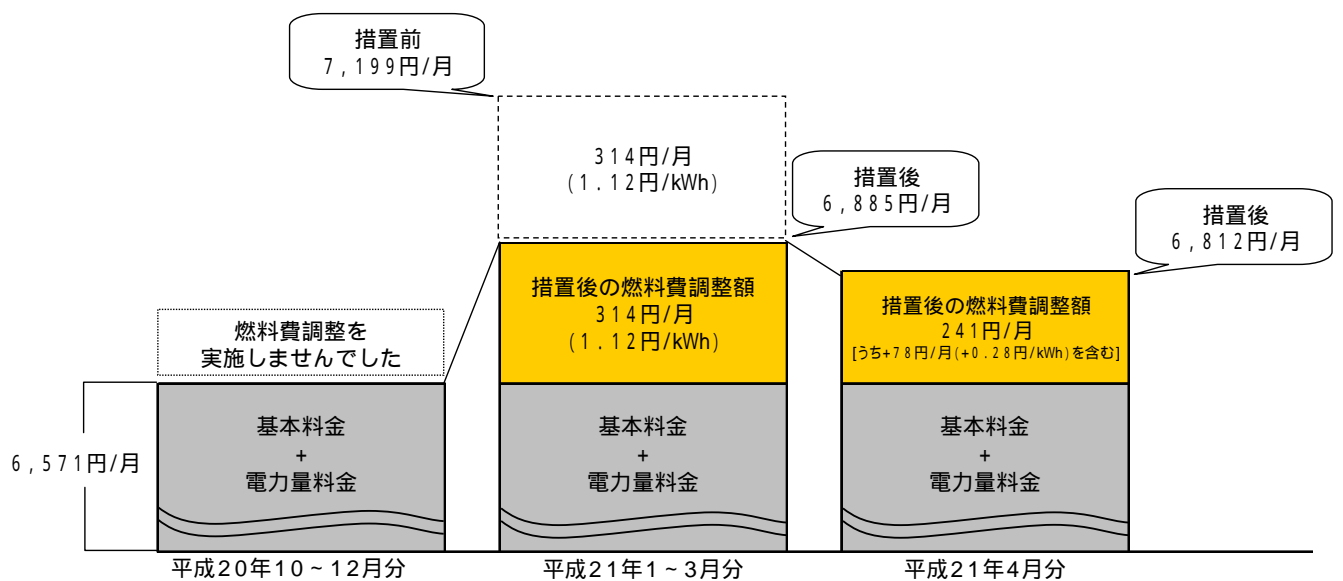 措置前
7,199円/月
314円/月
(1.12円/kWh)
措置後
6,885円/月
措置後
6,812円/月
燃料費調整を
実施しませんでした
措置後の燃料費調整額
314円/月
(1.12円/kWh)
措置後の燃料費調整額
241円/月
[うち+78円/月(+0.28円/kWh)を含む]
6,571円/月
基本料金
+
電力量料金
基本料金
+
電力量料金
基本料金
+
電力量料金
平成20年10~12月分
平成21年1~3月分
平成21年4月分